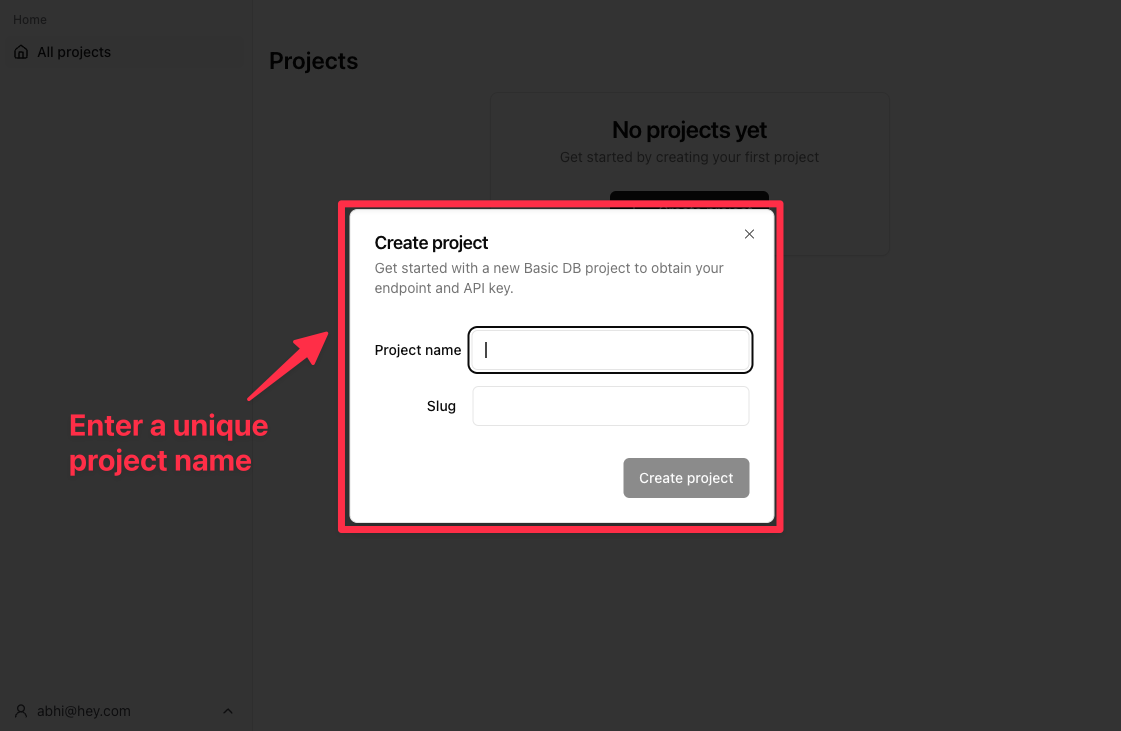 Home
All projects
Projects
No projects yet
Get started by creating your first project
Create project
Get started with a new Basic DB project to obtain your
endpoint and API key.
Project name
Slug
Create project
Enter a unique
project name
abhi@hey.com